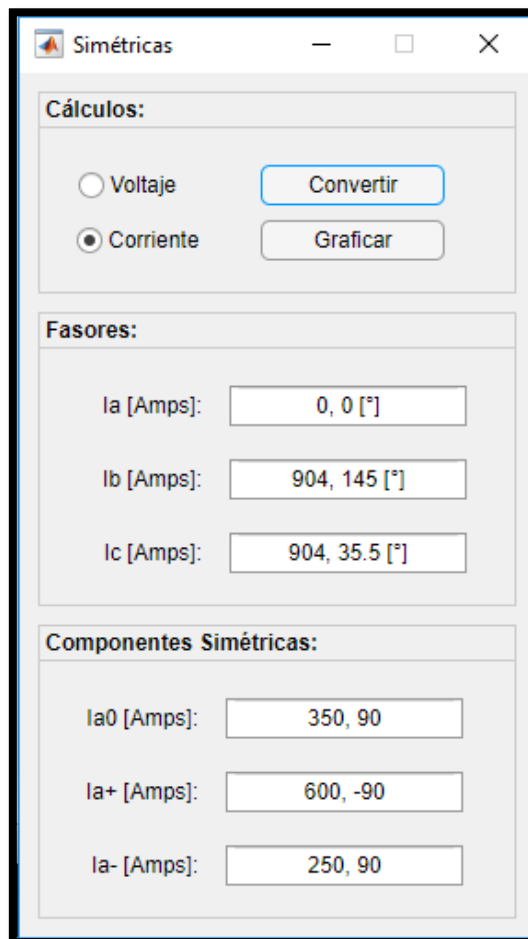 Simétricas
Cálculos:
Voltaje Convertir
Corriente Graficar
Fasores:
Ia [Amps]: 0, 0 [°]
Ib [Amps]: 904, 145 [°]
Ic [Amps]: 904, 35.5 [°]
Componentes Simétricas:
Ia0 [Amps]: 350, 90
Ia+ [Amps]: 600, -90
Ia- [Amps]: 250, 90